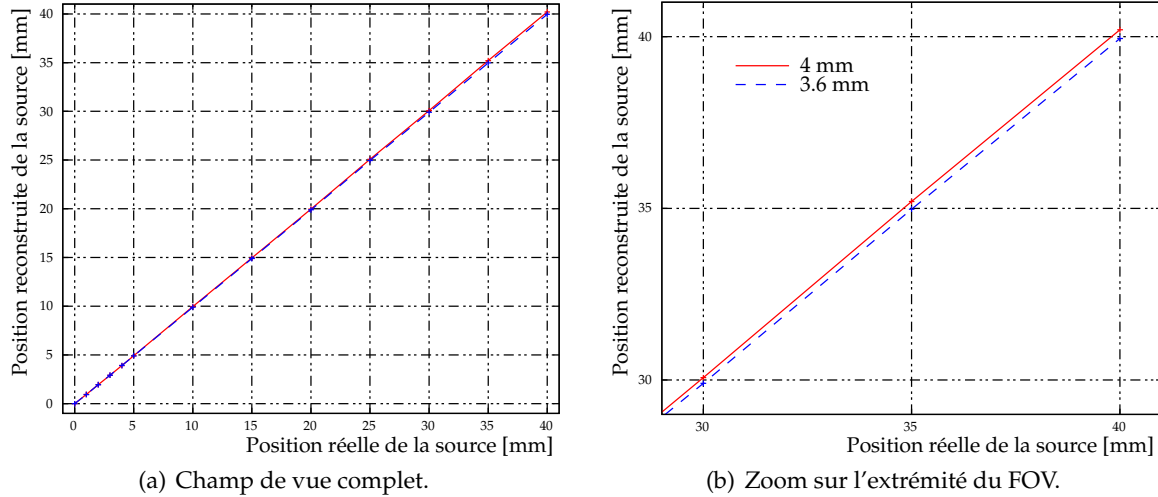 Position reconstruite de la source [mm]
40
35
30
25
20
15
10
5
0
0 5 10 15 20 25 30 35 40
Position réelle de la source [mm]
(a) Champ de vue complet.
Position reconstruite de la source [mm]
40
35
30
4 mm
3.6 mm
30 35 40
Position réelle de la source [mm]
(b) Zoom sur l'extrémité du FOV.